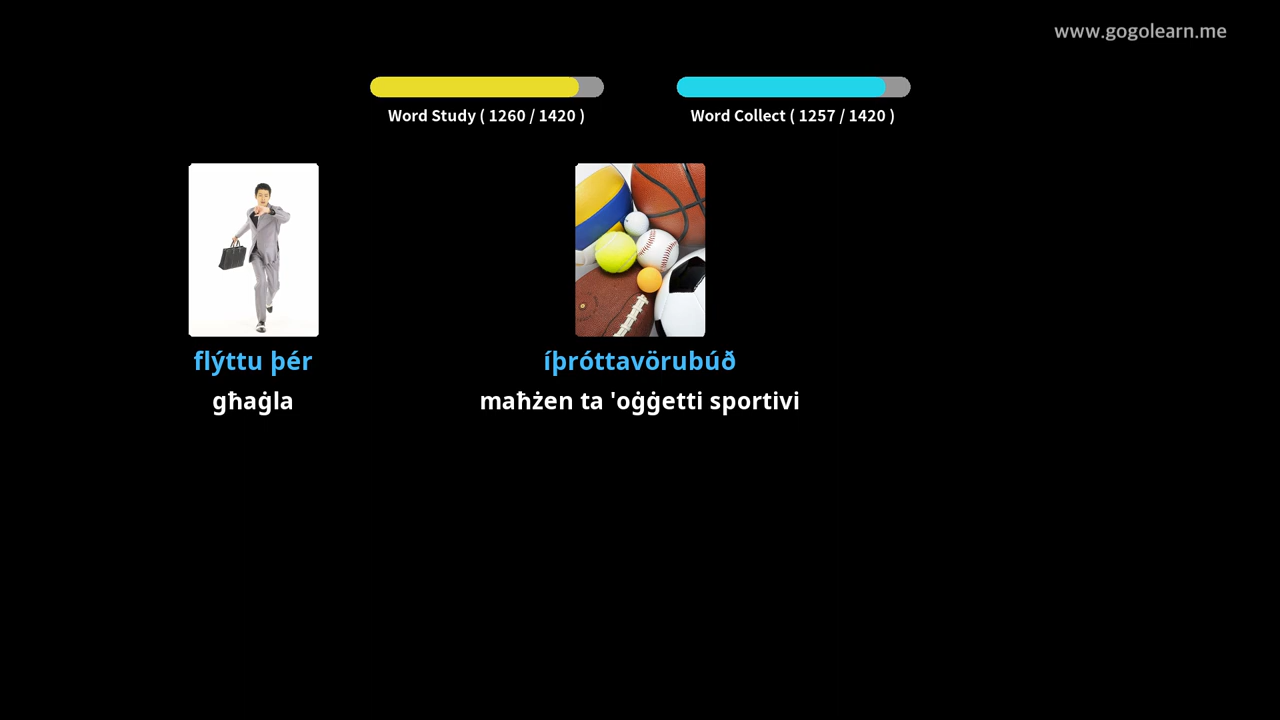 www.gogolearn.me
Word Study ( 1260 / 1420 )
Word Collect ( 1257 / 1420 )
flýttu þér
għaġla
íþróttavörubúð
maħżen ta 'oġġetti sportivi